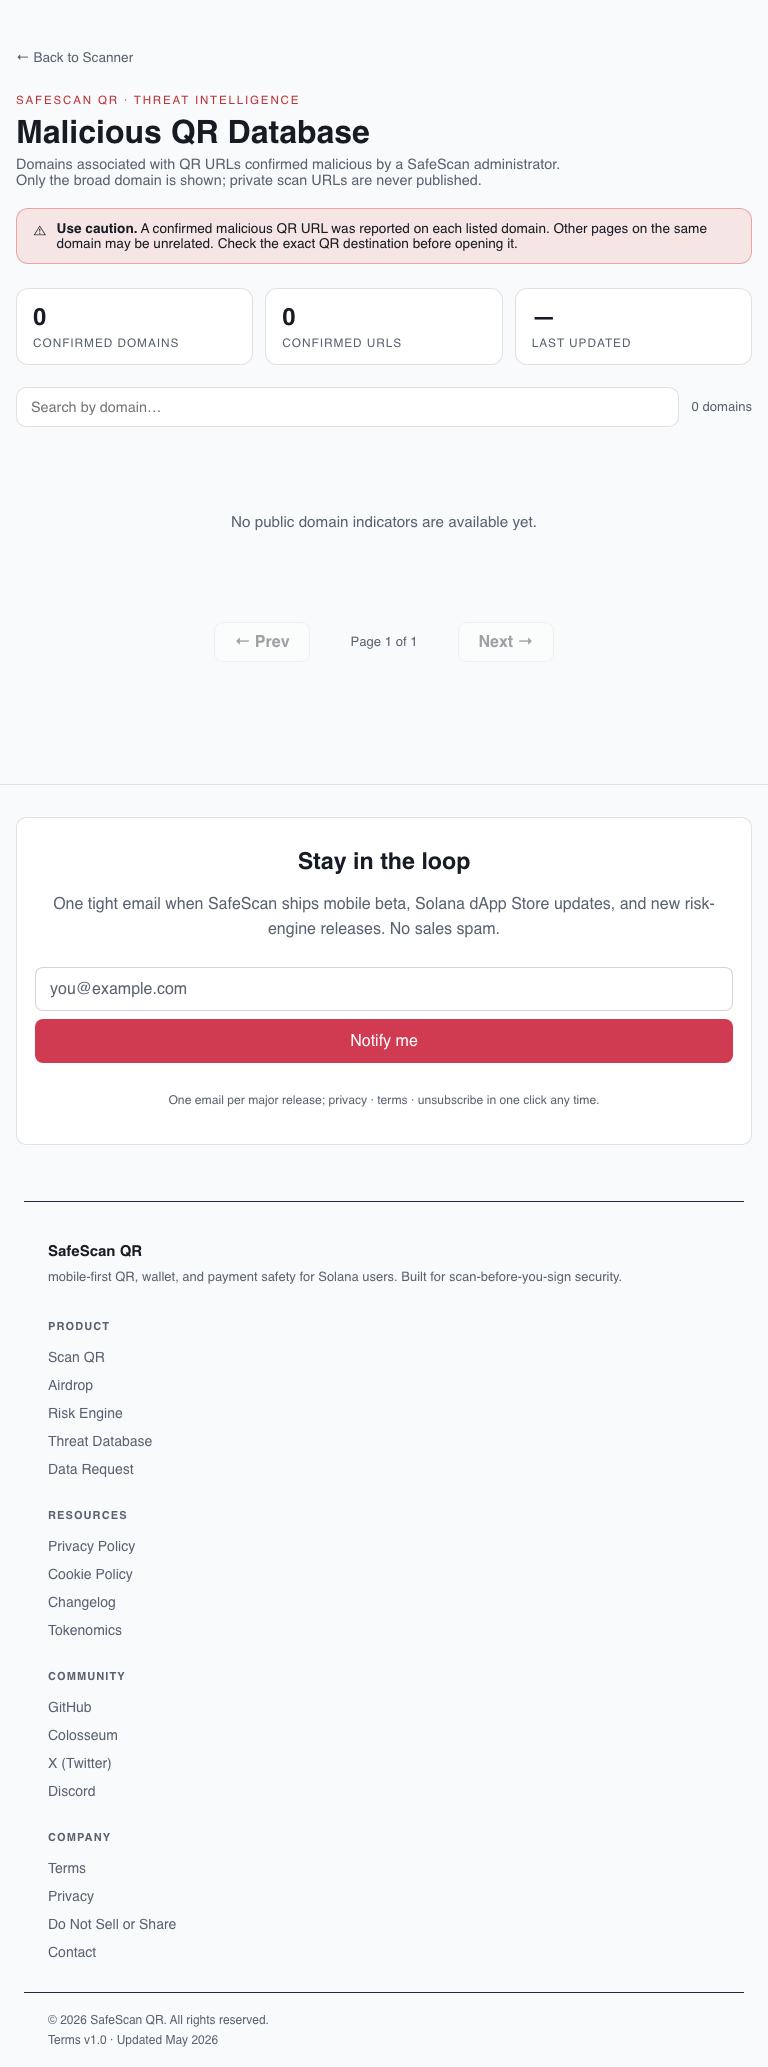 ← Back to Scanner
SAFESCAN QR · THREAT INTELLIGENCE
Malicious QR Database
Domains associated with QR URLs confirmed malicious by a SafeScan administrator.
Only the broad domain is shown; private scan URLs are never published.
⚠ Use caution. A confirmed malicious QR URL was reported on each listed domain. Other pages on the same
domain may be unrelated. Check the exact QR destination before opening it.
0
CONFIRMED DOMAINS
0
CONFIRMED URLS
—
LAST UPDATED
Search by domain...
0 domains
No public domain indicators are available yet.
← Prev
Page 1 of 1
Next →
Stay in the loop
One tight email when SafeScan ships mobile beta, Solana dApp Store updates, and new risk-
engine releases. No sales spam.
you@example.com
Notify me
One email per major release; privacy · terms · unsubscribe in one click any time.
SafeScan QR
mobile-first QR, wallet, and payment safety for Solana users. Built for scan-before-you-sign security.
PRODUCT
Scan QR
Airdrop
Risk Engine
Threat Database
Data Request
RESOURCES
Privacy Policy
Cookie Policy
Changelog
Tokenomics
COMMUNITY
GitHub
Colosseum
X (Twitter)
Discord
COMPANY
Terms
Privacy
Do Not Sell or Share
Contact
© 2026 SafeScan QR. All rights reserved.
Terms v1.0 · Updated May 2026